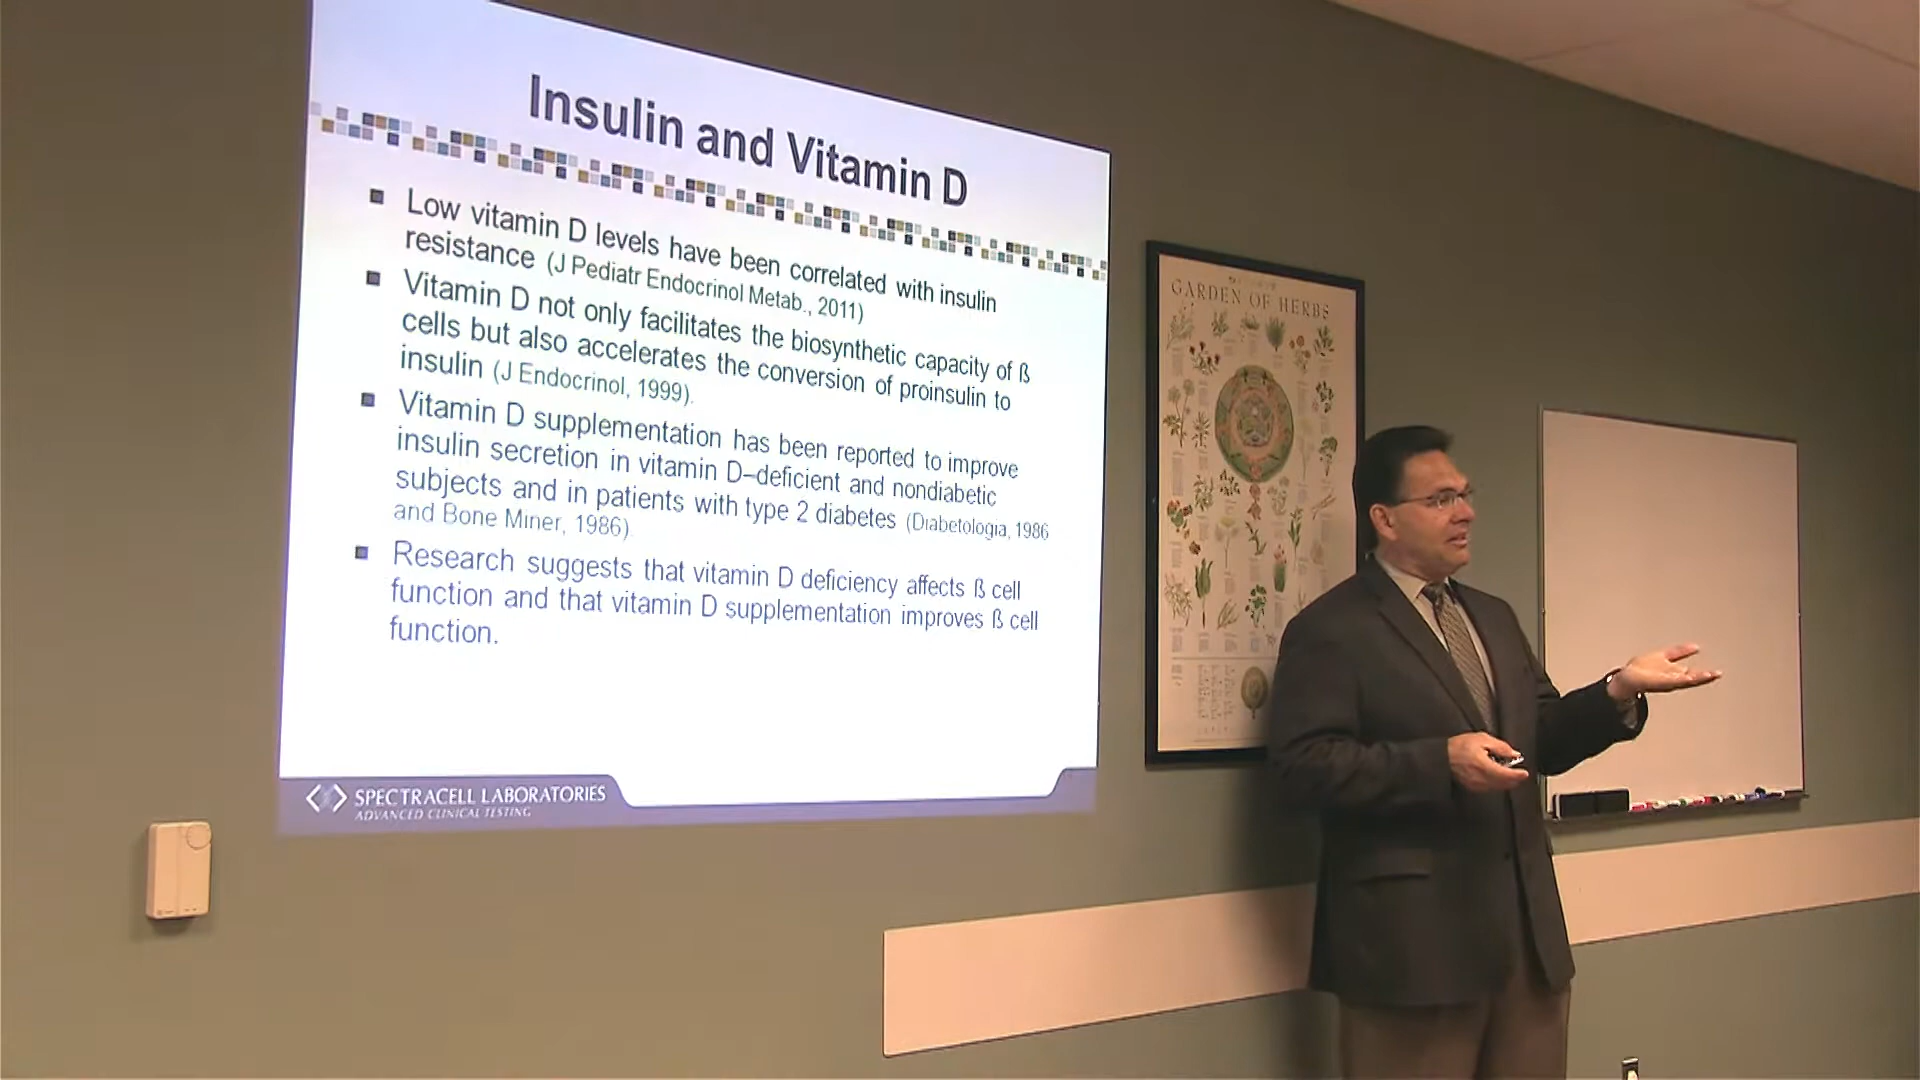 Insulin and Vitamin D
Low vitamin D levels have been correlated with insulin
resistance (J Pediatr Endocrinol Metab., 2011)
Vitamin D not only facilitates the biosynthetic capacity of ß
cells but also accelerates the conversion of proinsulin to
insulin (J Endocrinol, 1999).
Vitamin D supplementation has been reported to improve
insulin secretion in vitamin D–deficient and nondiabetic
subjects and in patients with type 2 diabetes (Diabetologia, 1986
and Bone Miner, 1986).
Research suggests that vitamin D deficiency affects ß cell
function and that vitamin D supplementation improves ß cell
function.
SPECTRACELL LABORATORIES
ADVANCED CLINICAL TESTING
GARDEN OF HERBS